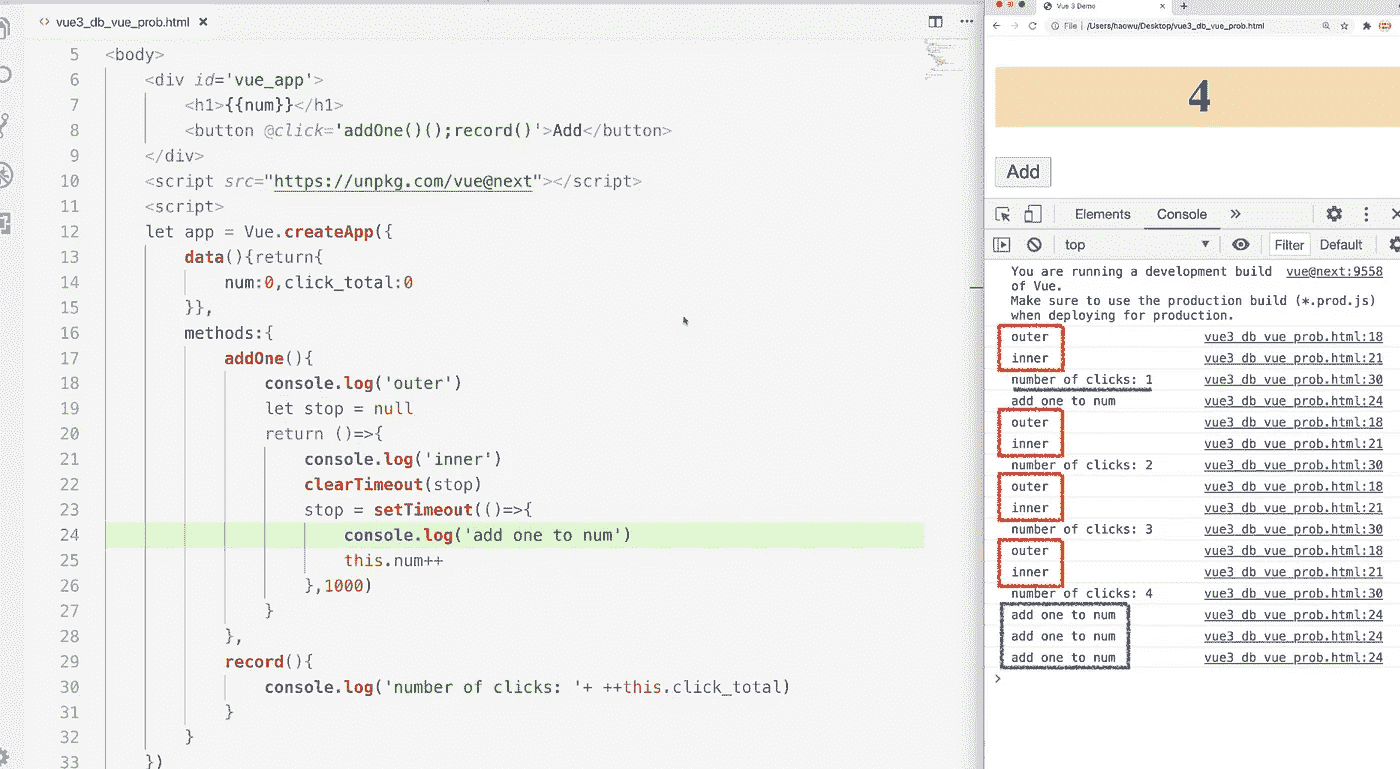 vue3_db_vue_prob.html ×
5 <body>
6 <div id='vue_app'>
7 <h1>{{num}}</h1>
8 <button @click='addOne()();record()'>Add</button>
9 </div>
10 <script src="https://unpkg.com/vue@next"></script>
11 <script>
12 let app = Vue.createApp({
13 data(){return{
14 num:0,click_total:0
15 }},
16 methods:{
17 addOne(){
18 console.log('outer')
19 let stop = null
20 return ()=>{
21 console.log('inner')
22 clearTimeout(stop)
23 stop = setTimeout(()=>{
24 console.log('add one to num')
25 this.num++
26 },1000)
27 }
28 },
29 record(){
30 console.log('number of clicks: '+ ++this.click_total)
31 }
32 }
33 })
Vue 3 Demo
File | /Users/haowu/Desktop/vue3_db_vue_prob.html
4
Add
Elements Console
top Filter Default
You are running a development build vue@next:9558
of Vue.
Make sure to use the production build (*.prod.js)
when deploying for production.
outer vue3_db_vue_prob.html:18
inner vue3_db_vue_prob.html:21
number of clicks: 1 vue3_db_vue_prob.html:30
add one to num vue3_db_vue_prob.html:24
outer vue3_db_vue_prob.html:18
inner vue3_db_vue_prob.html:21
number of clicks: 2 vue3_db_vue_prob.html:30
outer vue3_db_vue_prob.html:18
inner vue3_db_vue_prob.html:21
number of clicks: 3 vue3_db_vue_prob.html:30
outer vue3_db_vue_prob.html:18
inner vue3_db_vue_prob.html:21
number of clicks: 4 vue3_db_vue_prob.html:30
add one to num vue3_db_vue_prob.html:24
add one to num vue3_db_vue_prob.html:24
add one to num vue3_db_vue_prob.html:24